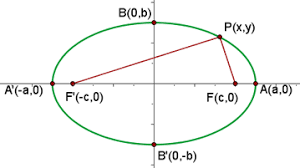 B(0,b)
P(x,y)
A'(-a,0)
F'(-c,0)
F(c,0)
A(a,0)
B'(0,-b)